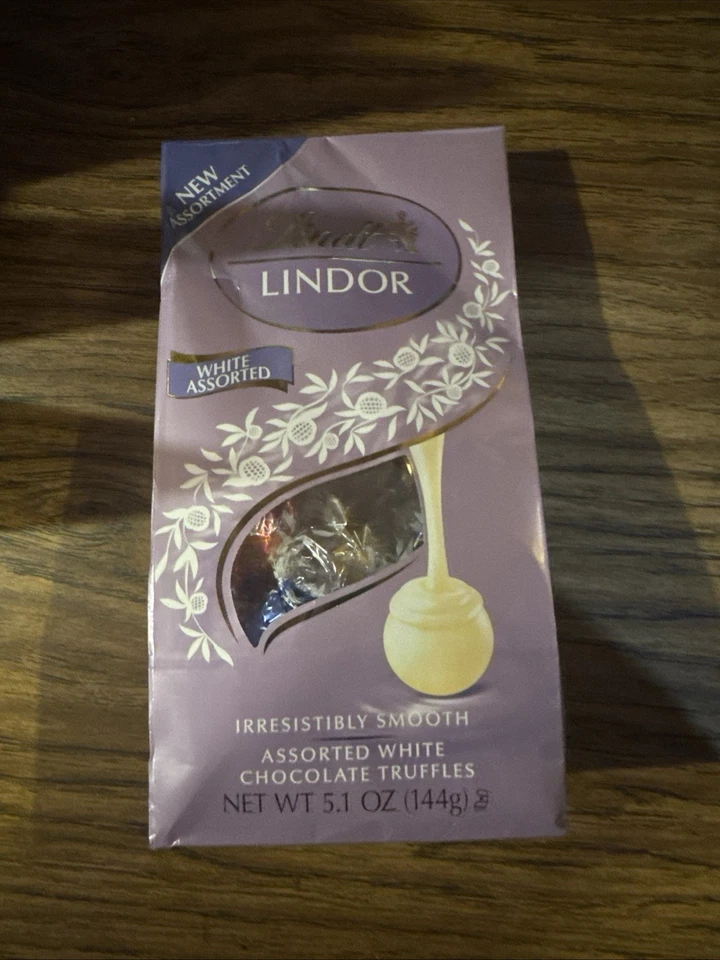 NEW
ASSORTMENT
Lindt
LINDOR
WHITE
ASSORTED
IRRESISTIBLY SMOOTH
ASSORTED WHITE
CHOCOLATE TRUFFLES
NET WT 5.1 OZ (144g)